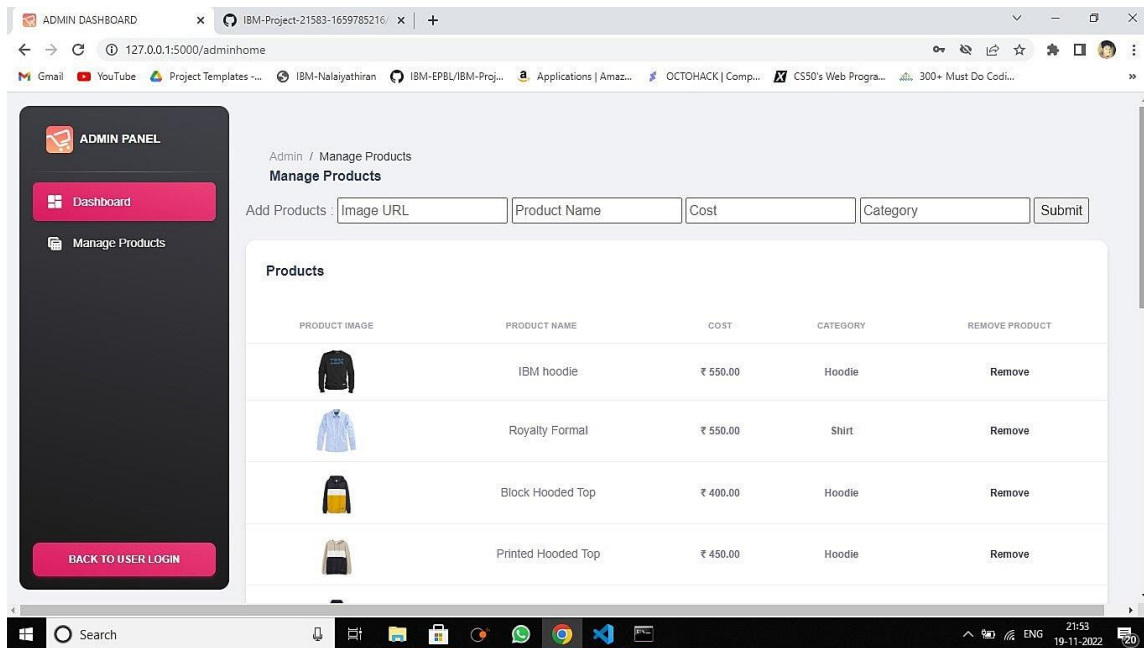 ADMIN DASHBOARD
IBM-Project-21583-1659785216/
127.0.0.1:5000/adminhome
Gmail YouTube Project Templates -... IBM-Nalaiyathiran IBM-EPBL/IBM-Proj... Applications | Amaz... OCTOHACK | Comp... CS50's Web Progra... 300+ Must Do Codi... »
ADMIN PANEL
Dashboard
Manage Products
BACK TO USER LOGIN
Admin / Manage Products
Manage Products
Add Products : Image URL Product Name Cost Category Submit
Products
PRODUCT IMAGE PRODUCT NAME COST CATEGORY REMOVE PRODUCT
IBM hoodie ₹ 550.00 Hoodie Remove
Royalty Formal ₹ 550.00 Shirt Remove
Block Hooded Top ₹ 400.00 Hoodie Remove
Printed Hooded Top ₹ 450.00 Hoodie Remove
Search
ENG
21:53
19-11-2022
20